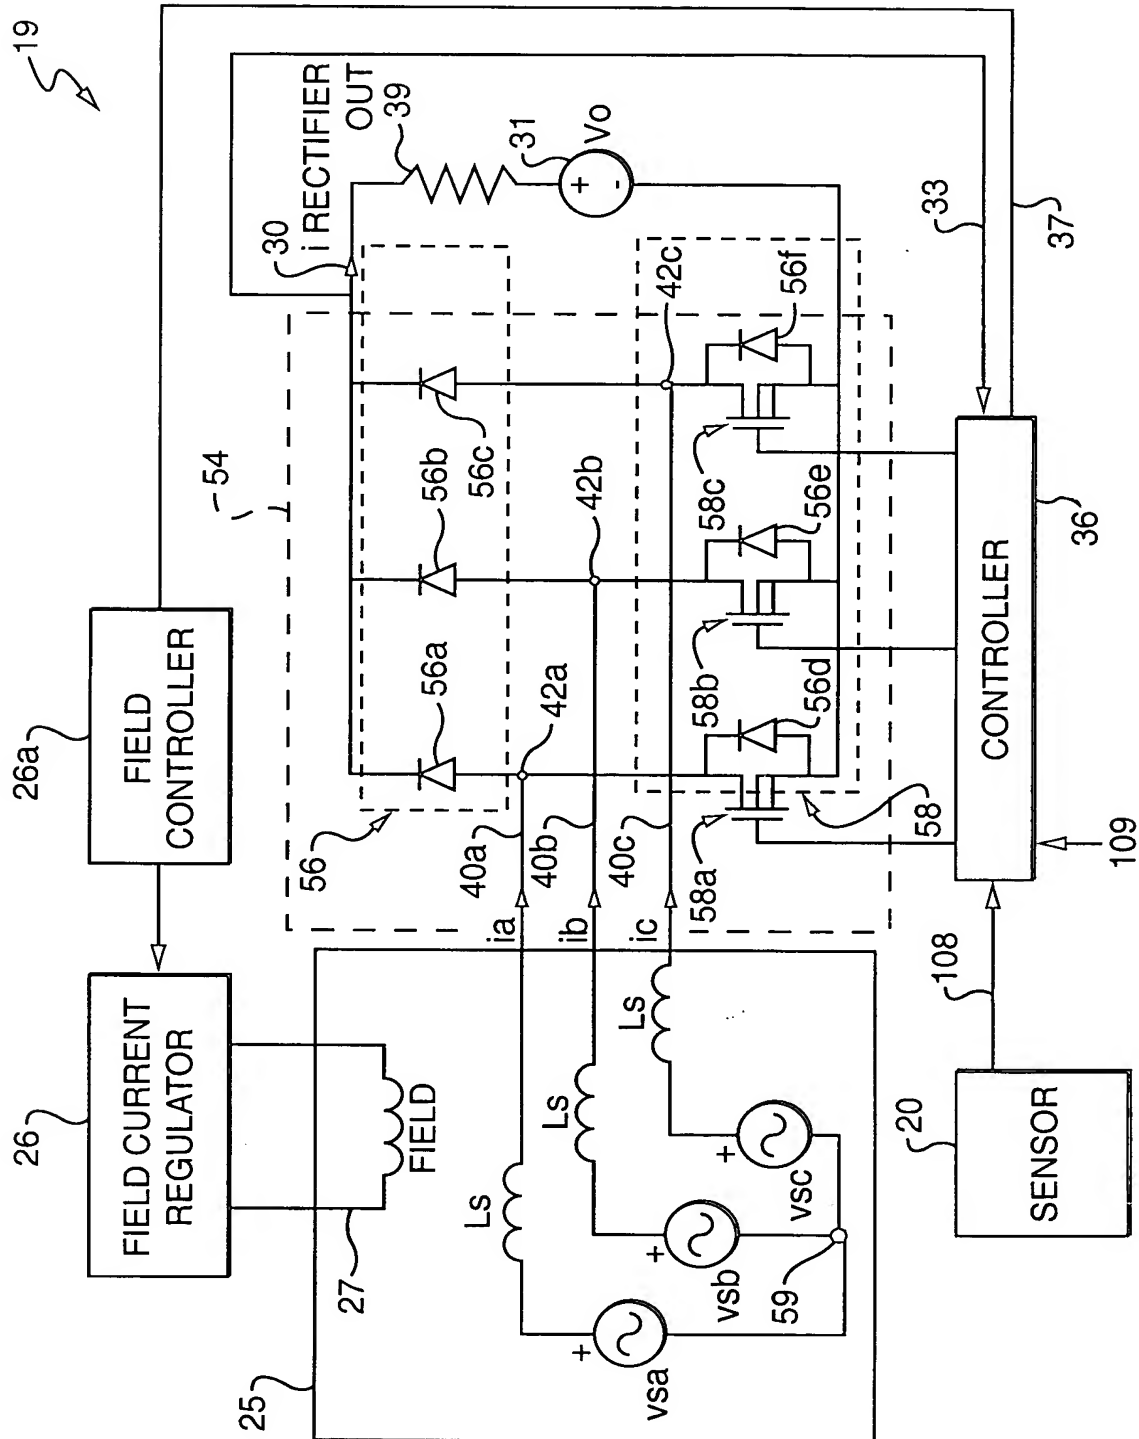 19
26
FIELD CURRENT
REGULATOR
26a
FIELD
CONTROLLER
54
30
i RECTIFIER
OUT
39
31
Vo
+
-
25
27
FIELD
56
56a
56b
56c
Ls
ia
40a
42a
Ls
ib
40b
42b
Ls
ic
40c
42c
+
vsa
+
vsb
+
vsc
59
58a
58b
58c
56d
56e
56f
58
33
37
20
SENSOR
108
109
CONTROLLER
36